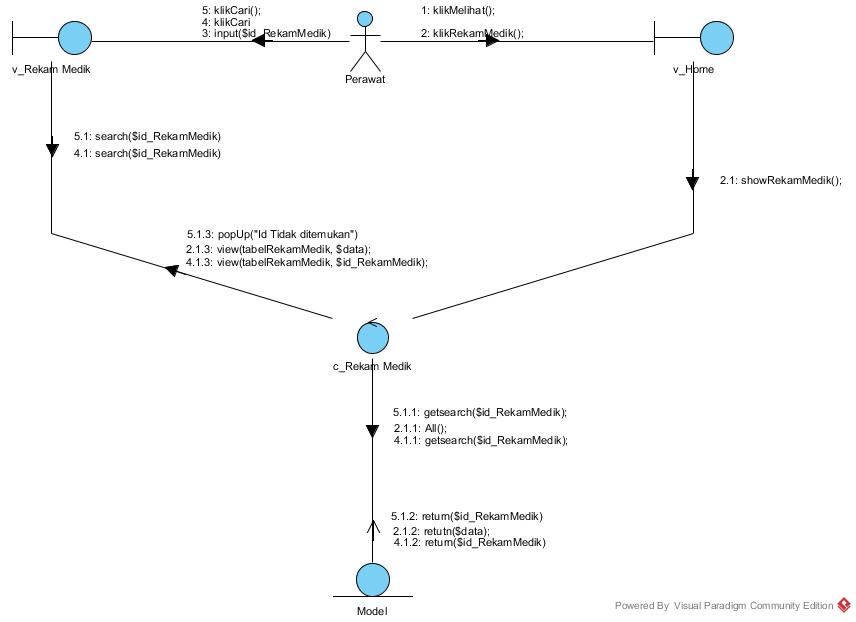 5: klikCari();
4: klikCari
3: input($id_RekamMedik)
1: klikMelihat();
2: klikRekamMedik();
v_Rekam Medik
Perawat
v_Home
5.1: search($id_RekamMedik)
4.1: search($id_RekamMedik)
2.1: showRekamMedik();
5.1.3: popUp("Id Tidak ditemukan")
2.1.3: view(tabelRekamMedik, $data);
4.1.3: view(tabelRekamMedik, $id_RekamMedik);
c_Rekam Medik
5.1.1: getsearch($id_RekamMedik);
2.1.1: All();
4.1.1: getsearch($id_RekamMedik);
5.1.2: return($id_RekamMedik)
2.1.2: retutn($data);
4.1.2: return($id_RekamMedik)
Model
Powered By Visual Paradigm Community Edition